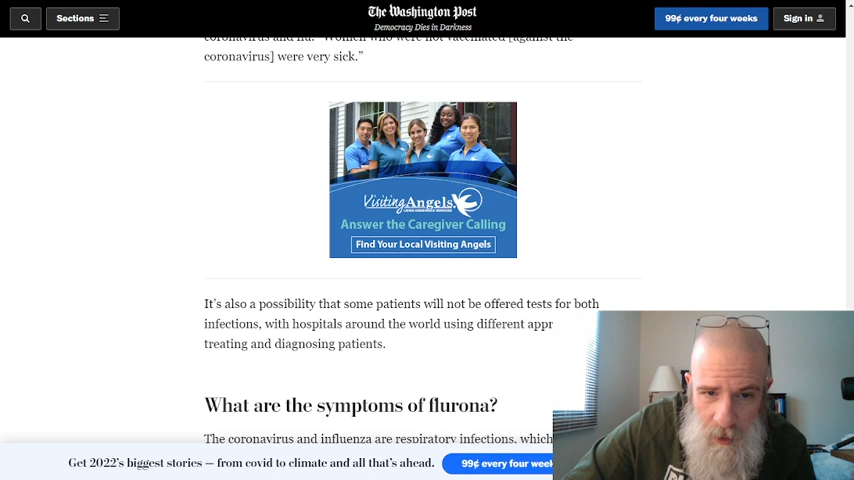 The Washington Post
Democracy Dies in Darkness
Sections
99¢ every four weeks
Sign in
coronavirus and flu. “Women who were not vaccinated [against the
coronavirus] were very sick.”
Visiting Angels
LIVING ASSISTANCE SERVICES
Answer the Caregiver Calling
Find Your Local Visiting Angels
It’s also a possibility that some patients will not be offered tests for both
infections, with hospitals around the world using different appr
treating and diagnosing patients.
What are the symptoms of flurona?
The coronavirus and influenza are respiratory infections, which
Get 2022’s biggest stories — from covid to climate and all that’s ahead.
99¢ every four week